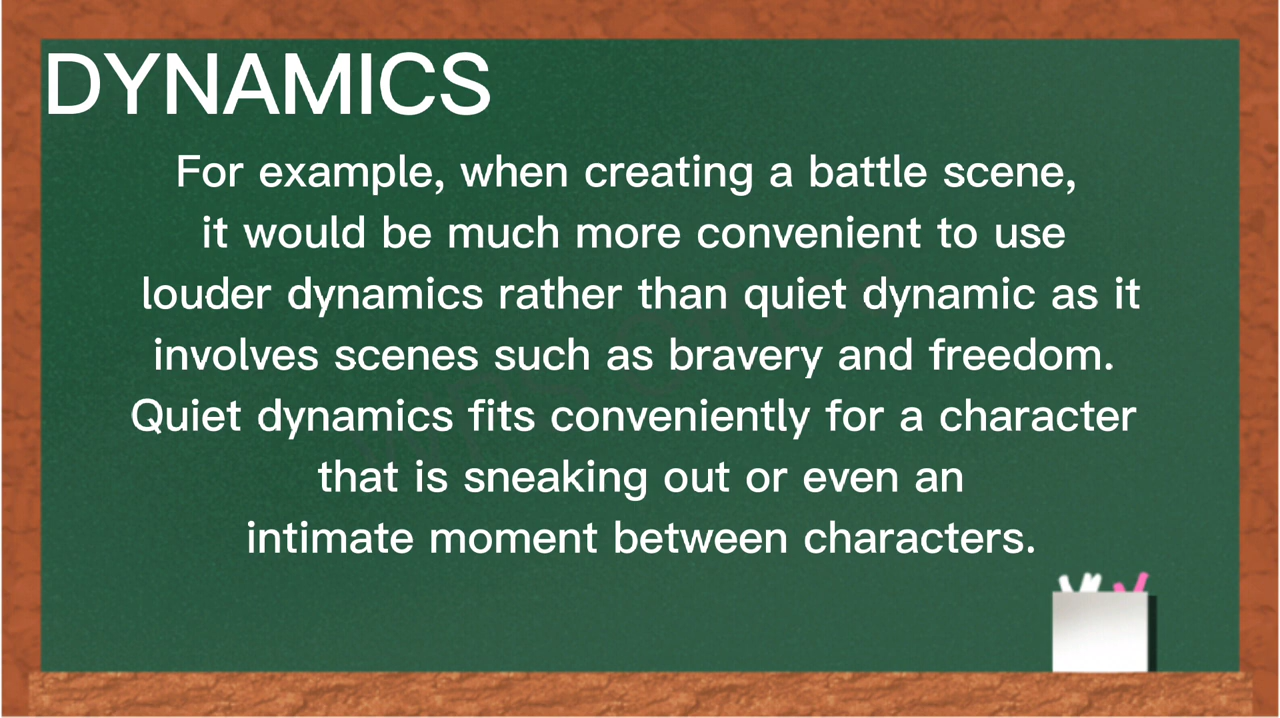 DYNAMICS
For example, when creating a battle scene,
it would be much more convenient to use
louder dynamics rather than quiet dynamic as it
involves scenes such as bravery and freedom.
Quiet dynamics fits conveniently for a character
that is sneaking out or even an
intimate moment between characters.